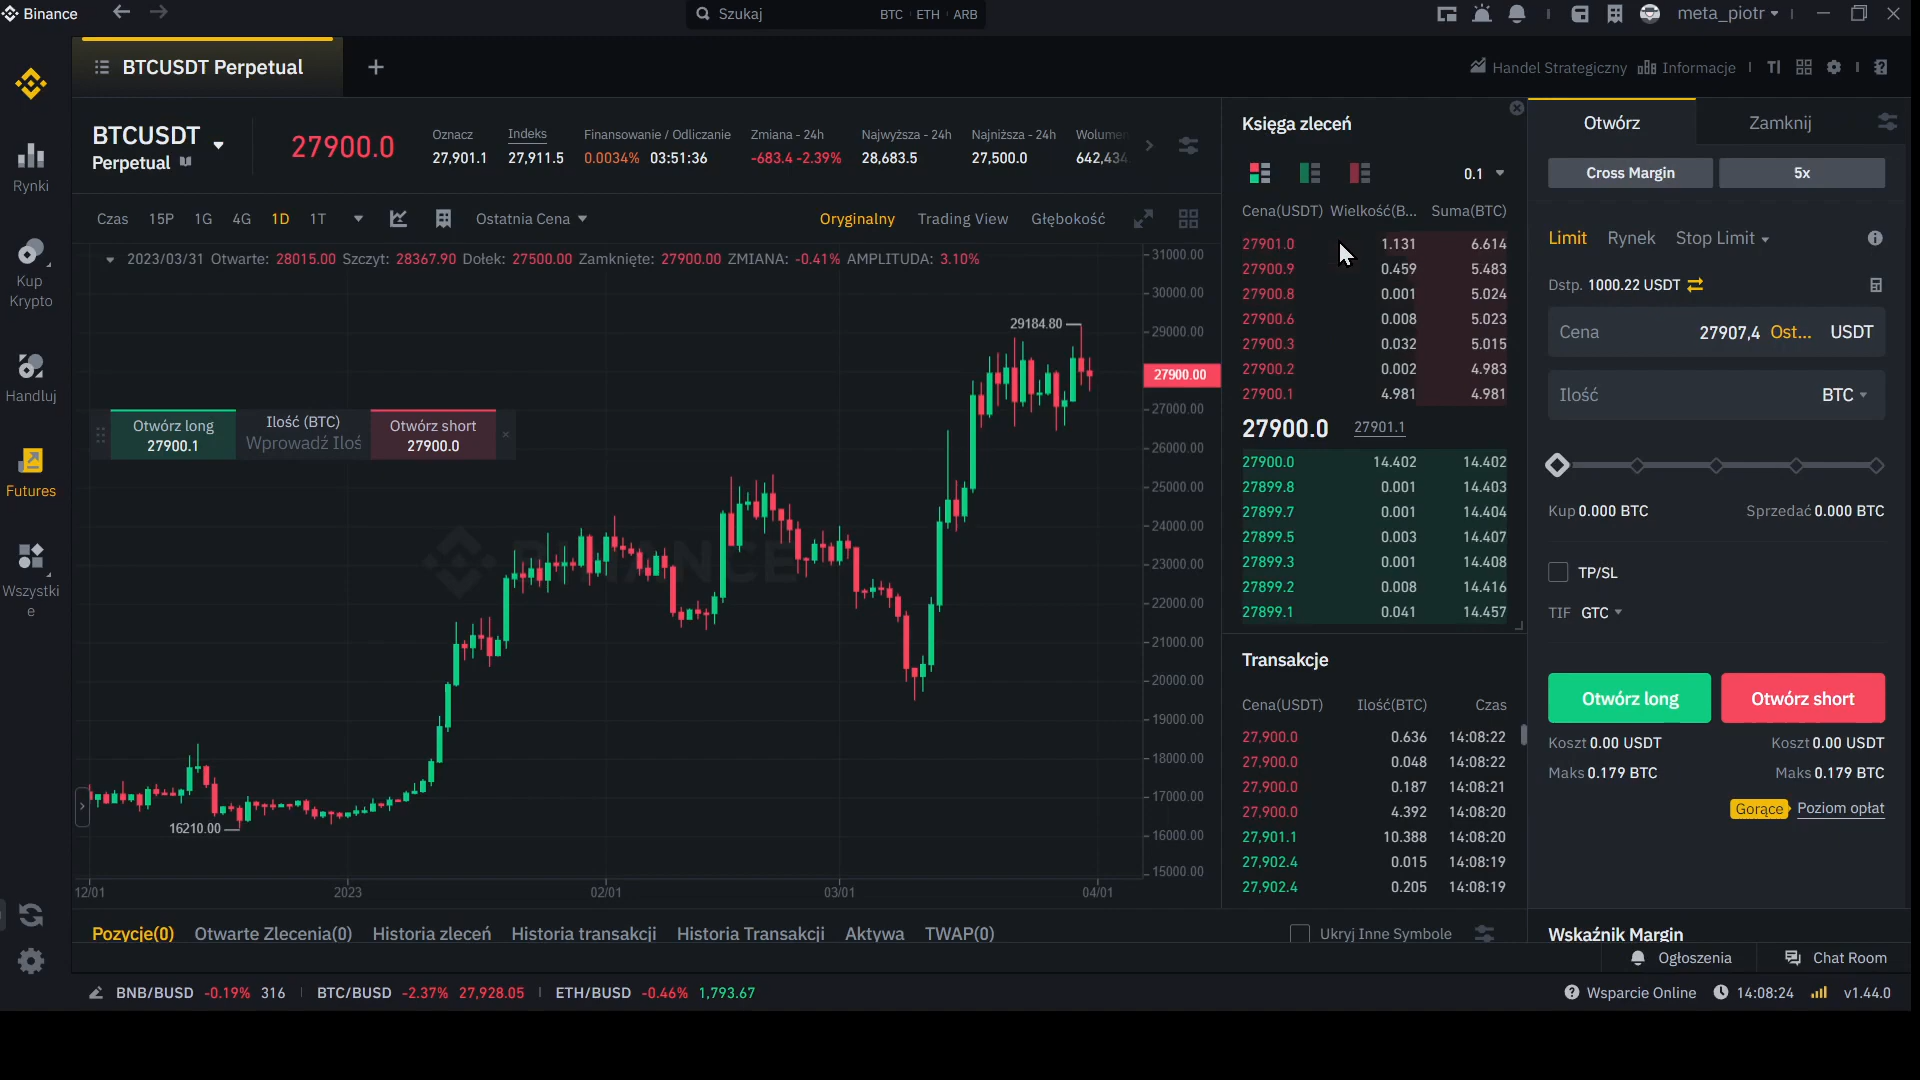 Binance
Szukaj
BTC ETH ARB
meta_piotr
BTCUSDT Perpetual
+
Handel Strategiczny
Informacje
Rynki
Kup
Krypto
Handluj
Futures
Wszystki
e
BTCUSDT
Perpetual
27900.0
Oznacz
27,901.1
Indeks
27,911.5
Finansowanie / Odliczanie
0.0034% 03:51:36
Zmiana - 24h
-683.4 -2.39%
Najwyższa - 24h
28,683.5
Najniższa - 24h
27,500.0
642,434.
Czas 15P 1G 4G 1D 1T
Ostatnia Cena
Oryginalny Trading View Głębokość
2023/03/31 Otwarte: 28015.00 Szczyt: 28367.90 Dołek: 27500.00 Zamknięte: 27900.00 ZMIANA: -0.41% AMPLITUDA: 3.10%
31000.00
30000.00
29184.80
29000.00
27900.00
27000.00
Otwórz long
27900.1
Ilość (BTC)
Wprowadź Iloś
Otwórz short
27900.0
26000.00
25000.00
24000.00
BINANCE
23000.00
22000.00
21000.00
20000.00
19000.00
18000.00
17000.00
16210.00
16000.00
15000.00
12/01 2023 02/01 03/01 04/01
Księga zleceń
0.1
Cena(USDT) Wielkość(B... Suma(BTC)
27901.0 1.131 6.614
27900.9 0.459 5.483
27900.8 0.001 5.024
27900.6 0.008 5.023
27900.3 0.032 5.015
27900.2 0.002 4.983
27900.1 4.981 4.981
27900.0 27901.1
27900.0 14.402 14.402
27899.8 0.001 14.403
27899.7 0.001 14.404
27899.5 0.003 14.407
27899.3 0.001 14.408
27899.2 0.008 14.416
27899.1 0.041 14.457
Transakcje
Cena(USDT) Ilość(BTC) Czas
27,900.0 0.636 14:08:22
27,900.0 0.048 14:08:22
27,900.0 0.187 14:08:21
27,900.0 4.392 14:08:20
27,901.1 10.388 14:08:20
27,902.4 0.015 14:08:19
27,902.4 0.205 14:08:19
Otwórz Zamknij
Cross Margin 5x
Limit Rynek Stop Limit
Dstp. 1000.22 USDT
Cena 27907,4 Ost... USDT
Ilość BTC
Kup 0.000 BTC Sprzedać 0.000 BTC
TP/SL
TIF GTC
Otwórz long Otwórz short
Koszt 0.00 USDT Koszt 0.00 USDT
Maks 0.179 BTC Maks 0.179 BTC
Gorące Poziom opłat
Wskaźnik Margin
Pozycje(0) Otwarte Zlecenia(0) Historia zleceń Historia transakcji Historia Transakcji Aktywa TWAP(0)
Ukryj Inne Symbole
Ogłoszenia Chat Room
BNB/BUSD -0.19% 316 BTC/BUSD -2.37% 27,928.05 ETH/BUSD -0.46% 1,793.67
Wsparcie Online 14:08:24 v1.44.0